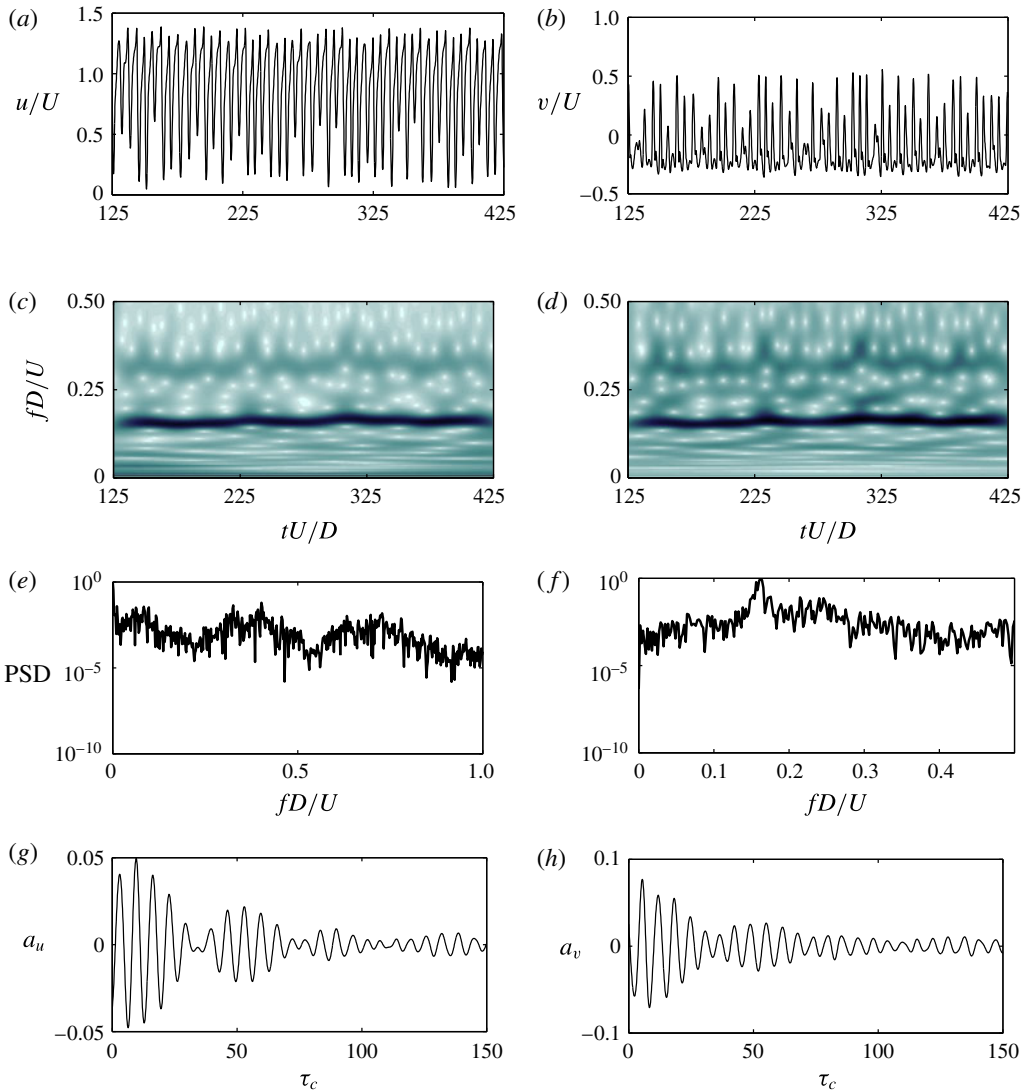 (a)
1.5
1.0
u/U
0.5
0
125 225 325 425
(b)
1.0
0.5
v/U
0
−0.5
125 225 325 425
(c)
0.50
fD/U
0.25
0
125 225 325 425
tU/D
(d)
0.50
0.25
0
125 225 325 425
tU/D
(e)
10^0
PSD
10^−5
10^−10
0 0.5 1.0
fD/U
(f)
10^0
10^−5
10^−10
0 0.1 0.2 0.3 0.4
fD/U
(g)
0.05
a_u
0
−0.05
0 50 100 150
τ_c
(h)
0.1
a_v
0
−0.1
0 50 100 150
τ_c